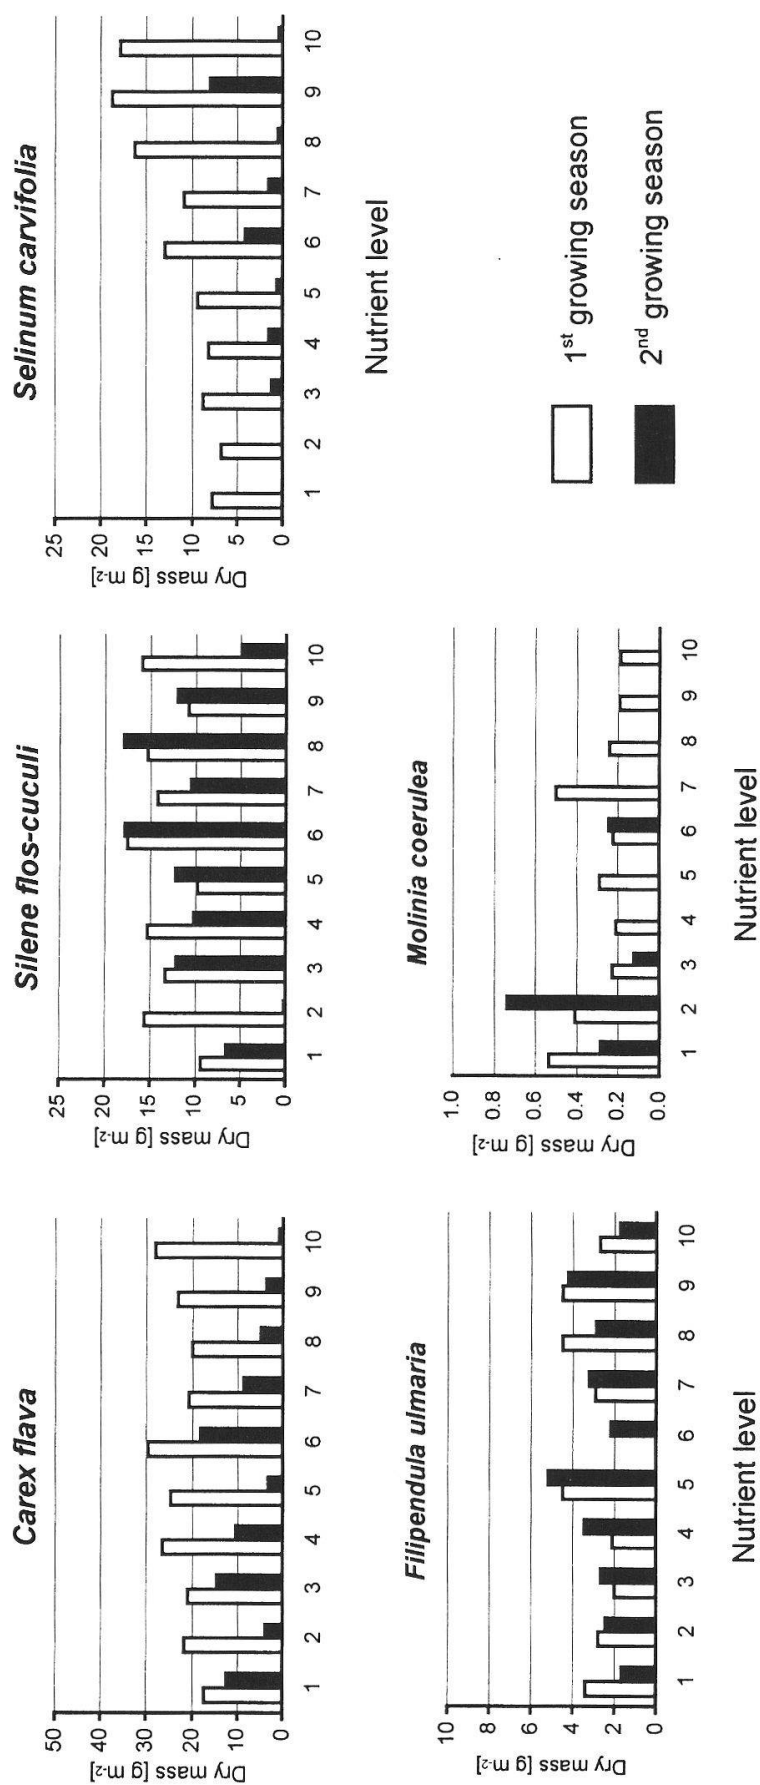 Carex flava
Dry mass [g m-2]
50
40
30
20
10
0
1 2 3 4 5 6 7 8 9 10
Silene flos-cuculi
Dry mass [g m-2]
25
20
15
10
5
0
1 2 3 4 5 6 7 8 9 10
Selinum carvifolia
Dry mass [g m-2]
25
20
15
10
5
0
1 2 3 4 5 6 7 8 9 10
Nutrient level
Filipendula ulmaria
Dry mass [g m-2]
10
8
6
4
2
0
1 2 3 4 5 6 7 8 9 10
Nutrient level
Molinia coerulea
Dry mass [g m-2]
1.0
0.8
0.6
0.4
0.2
0.0
1 2 3 4 5 6 7 8 9 10
Nutrient level
1st growing season
2nd growing season